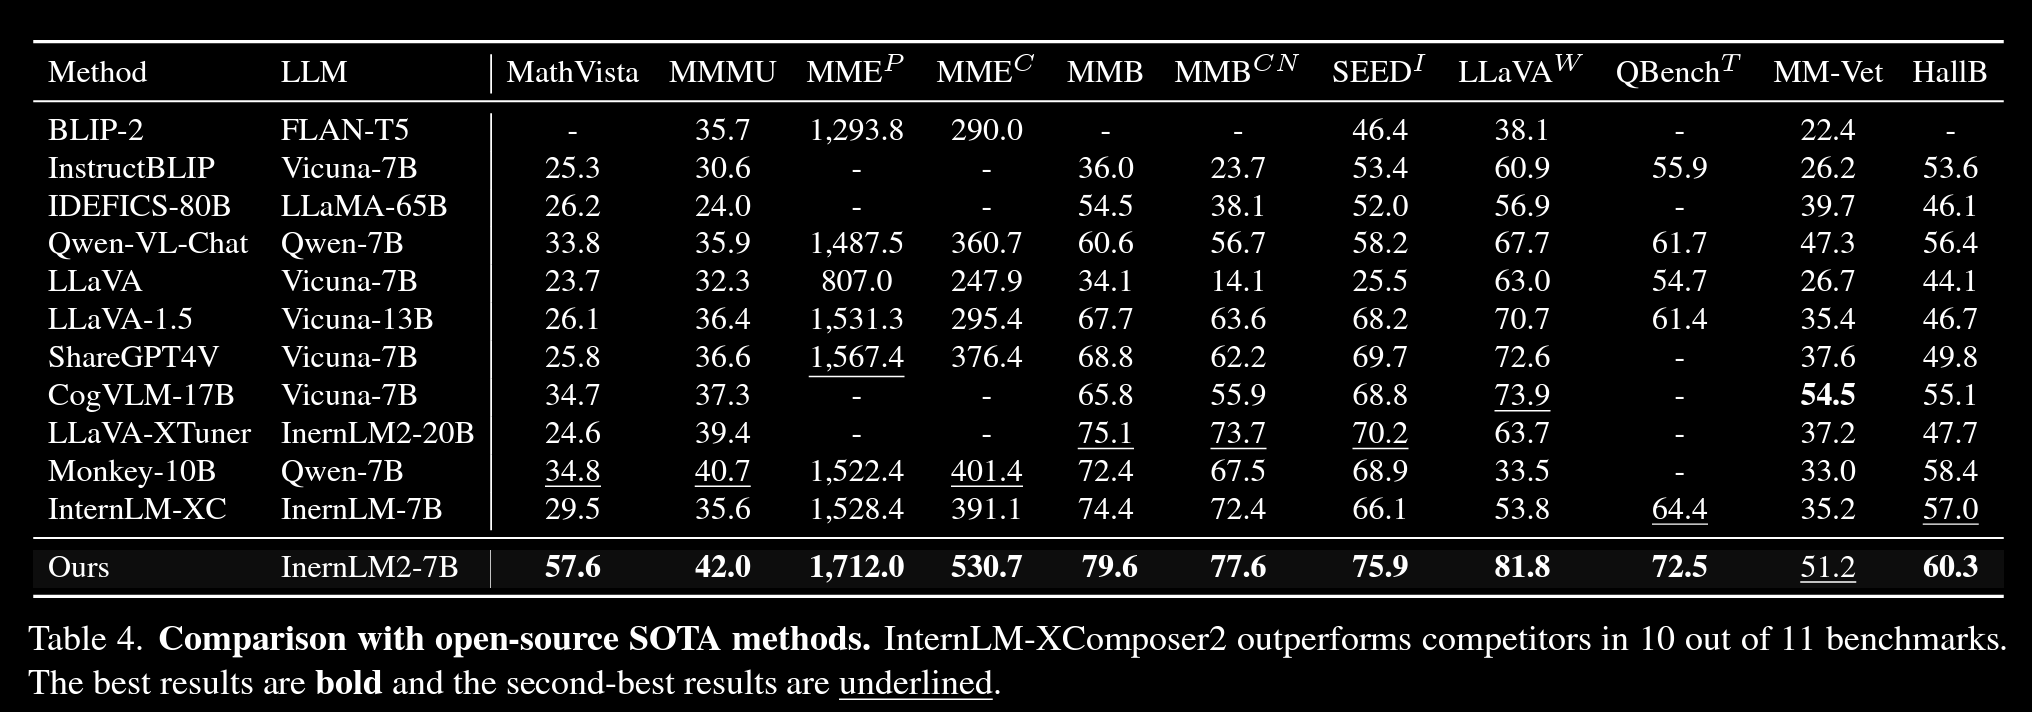 Method LLM MathVista MMMU MME^P MME^C MMB MMB^CN SEED^I LLaVA^W QBench^T MM-Vet HallB
BLIP-2 FLAN-T5 - 35.7 1,293.8 290.0 - - 46.4 38.1 - 22.4 -
InstructBLIP Vicuna-7B 25.3 30.6 - - 36.0 23.7 53.4 60.9 55.9 26.2 53.6
IDEFICS-80B LLaMA-65B 26.2 24.0 - - 54.5 38.1 52.0 56.9 - 39.7 46.1
Qwen-VL-Chat Qwen-7B 33.8 35.9 1,487.5 360.7 60.6 56.7 58.2 67.7 61.7 47.3 56.4
LLaVA Vicuna-7B 23.7 32.3 807.0 247.9 34.1 14.1 25.5 63.0 54.7 26.7 44.1
LLaVA-1.5 Vicuna-13B 26.1 36.4 1,531.3 295.4 67.7 63.6 68.2 70.7 61.4 35.4 46.7
ShareGPT4V Vicuna-7B 25.8 36.6 1,567.4 376.4 68.8 62.2 69.7 72.6 - 37.6 49.8
CogVLM-17B Vicuna-7B 34.7 37.3 - - 65.8 55.9 68.8 73.9 - 54.5 55.1
LLaVA-XTuner InernLM2-20B 24.6 39.4 - - 75.1 73.7 70.2 63.7 - 37.2 47.7
Monkey-10B Qwen-7B 34.8 40.7 1,522.4 401.4 72.4 67.5 68.9 33.5 - 33.0 58.4
InternLM-XC InernLM-7B 29.5 35.6 1,528.4 391.1 74.4 72.4 66.1 53.8 64.4 35.2 57.0
Ours InernLM2-7B 57.6 42.0 1,712.0 530.7 79.6 77.6 75.9 81.8 72.5 51.2 60.3
Table 4. Comparison with open-source SOTA methods. InternLM-XComposer2 outperforms competitors in 10 out of 11 benchmarks.
The best results are bold and the second-best results are underlined.